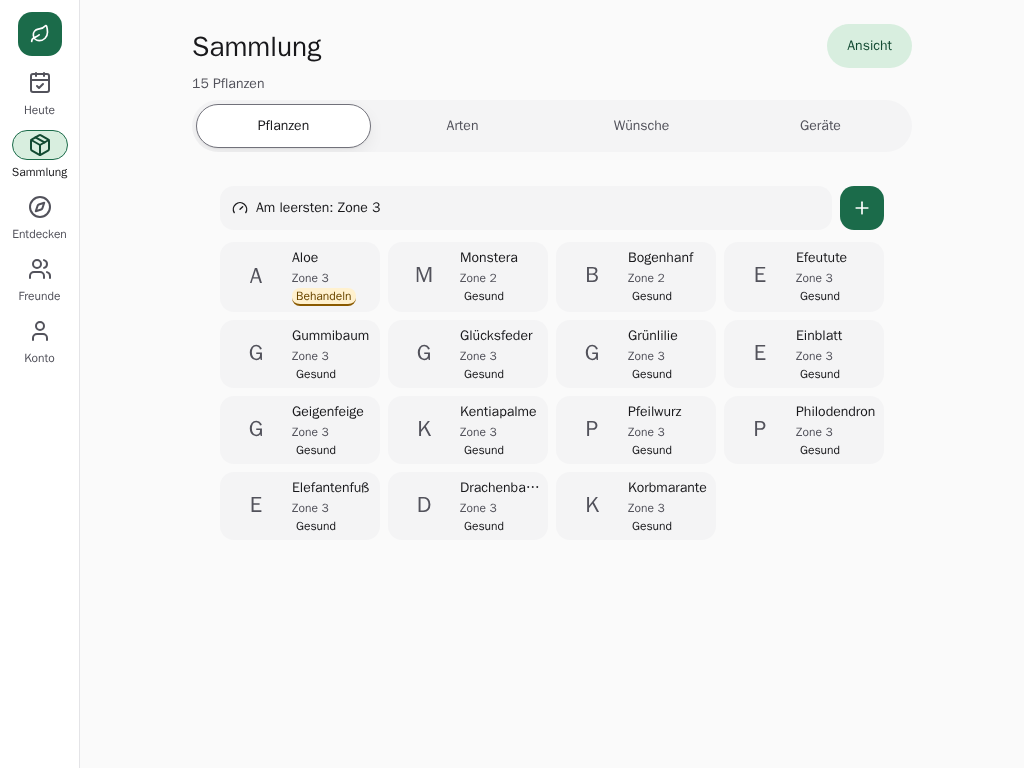 Heute
Sammlung
Entdecken
Freunde
Konto
Sammlung
Ansicht
15 Pflanzen
Pflanzen
Arten
Wünsche
Geräte
Am leersten: Zone 3
A
Aloe
Zone 3
Behandeln
M
Monstera
Zone 2
Gesund
B
Bogenhanf
Zone 2
Gesund
E
Efeutute
Zone 3
Gesund
G
Gummibaum
Zone 3
Gesund
G
Glücksfeder
Zone 3
Gesund
G
Grünlilie
Zone 3
Gesund
E
Einblatt
Zone 3
Gesund
G
Geigenfeige
Zone 3
Gesund
K
Kentiapalme
Zone 3
Gesund
P
Pfeilwurz
Zone 3
Gesund
P
Philodendron
Zone 3
Gesund
E
Elefantenfuß
Zone 3
Gesund
D
Drachenba…
Zone 3
Gesund
K
Korbmarante
Zone 3
Gesund